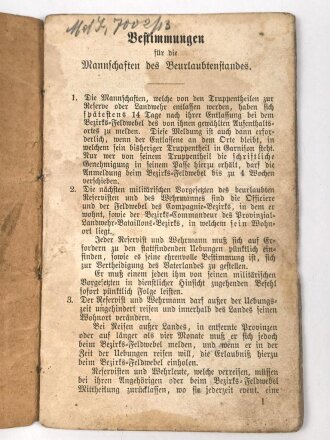 Bestimmungen
für die
Mannschaften des Beurlaubtenstandes.
1. Die Mannschaften, welche von den Truppentheilen zur
Reserve oder Landwehr entlassen werden, haben sich
spätestens 14 Tage nach ihrer Entlassung bei dem
Bezirks-Feldwebel des von ihnen gewählten Aufenthalts-
ortes zu melden. Diese Meldung ist auch dann erfor-
derlich, wenn der Entlassene an dem Orte bleibt, in
welchem sein bisheriger Truppentheil in Garnison steht.
Nur wer von seinem Truppentheil die schriftliche
Genehmigung in seinem Passe hierzu erhält, darf die
Anmeldung beim Bezirks-Feldwebel bis zu 4 Wochen
verschieben.
2. Die nächsten militärischen Vorgesetzten des beurlaubten
Reservisten und des Wehrmannes sind die Offiziere
und der Feldwebel des Compagnie-Bezirks, in dem er
wohnt, sowie der Bezirks-Commandeur des Provinzial-
Landwehr-Bataillons-Bezirks, in welchem sein Wohn-
ort liegt.
Jeder Reservist und Wehrmann muß sich auf Er-
fordern zu den stattfindenden Uebungen pünktlich ein-
finden, sowie es seine ehrenvolle Bestimmung ist, sich
zur Vertheidigung des Vaterlandes zu gestellen.
Er muß einem jeden ihm von seinen militärischen
Vorgesetzten in dienstlicher Hinsicht zugehenden Befehl
sofort pünktlich Folge leisten.
3. Der Reservist und Wehrmann darf außer der Uebungs-
zeit ungehindert reisen und innerhalb des Landes seinen
Wohnort verändern.
Bei Reisen außer Landes, in entfernte Provinzen
oder auf länger als vier Monate muß er sich jedoch
beim Bezirks-Feldwebel melden, und wenn er in der
Zeit der Uebungen reisen will, die Erlaubniß hierzu
beim Bezirks-Feldwebel einholen.
Reservisten und Wehrleute, welche verreisen, müssen
bei ihren Angehörigen oder beim Bezirks-Feldwebel
Mittheilung zurücklassen, wo sie jederzeit event. eine
1